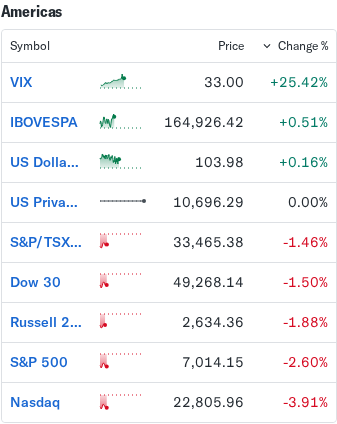 Americas
Symbol Price Change %
VIX 33.00 +25.42%
IBOVESPA 164,926.42 +0.51%
US Dolla... 103.98 +0.16%
US Priva... 10,696.29 0.00%
S&P/TSX... 33,465.38 -1.46%
Dow 30 49,268.14 -1.50%
Russell 2... 2,634.36 -1.88%
S&P 500 7,014.15 -2.60%
Nasdaq 22,805.96 -3.91%